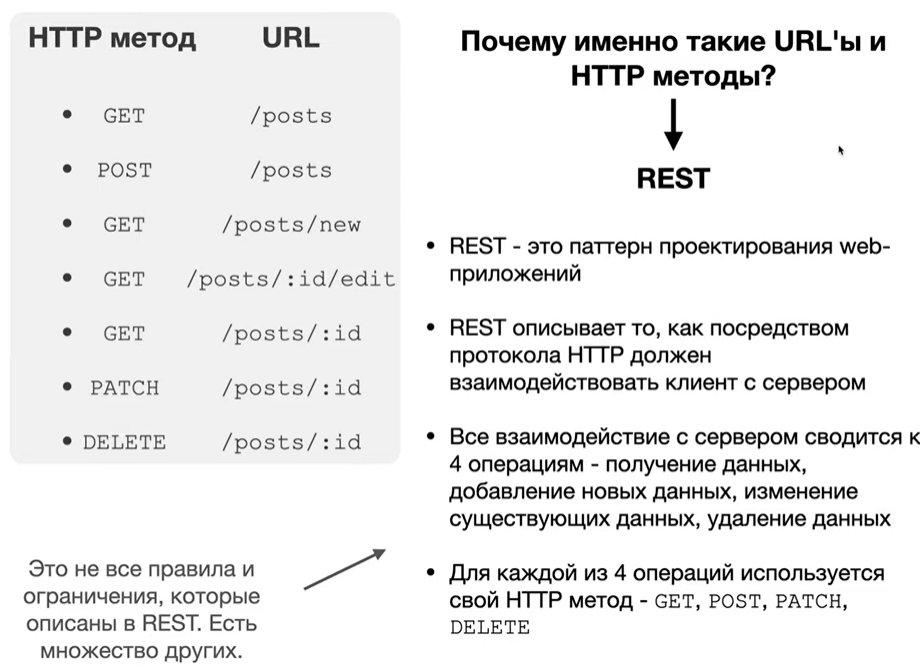 HTTP метод URL
• GET /posts
• POST /posts
• GET /posts/new
• GET /posts/:id/edit
• GET /posts/:id
• PATCH /posts/:id
• DELETE /posts/:id
Это не все правила и
ограничения, которые
описаны в REST. Есть
множество других.
Почему именно такие URL'ы и
HTTP методы?
REST
• REST - это паттерн проектирования web-
приложений
• REST описывает то, как посредством
протокола HTTP должен
взаимодействовать клиент с сервером
• Все взаимодействие с сервером сводится к
4 операциям - получение данных,
добавление новых данных, изменение
существующих данных, удаление данных
• Для каждой из 4 операций используется
свой HTTP метод - GET, POST, PATCH,
DELETE